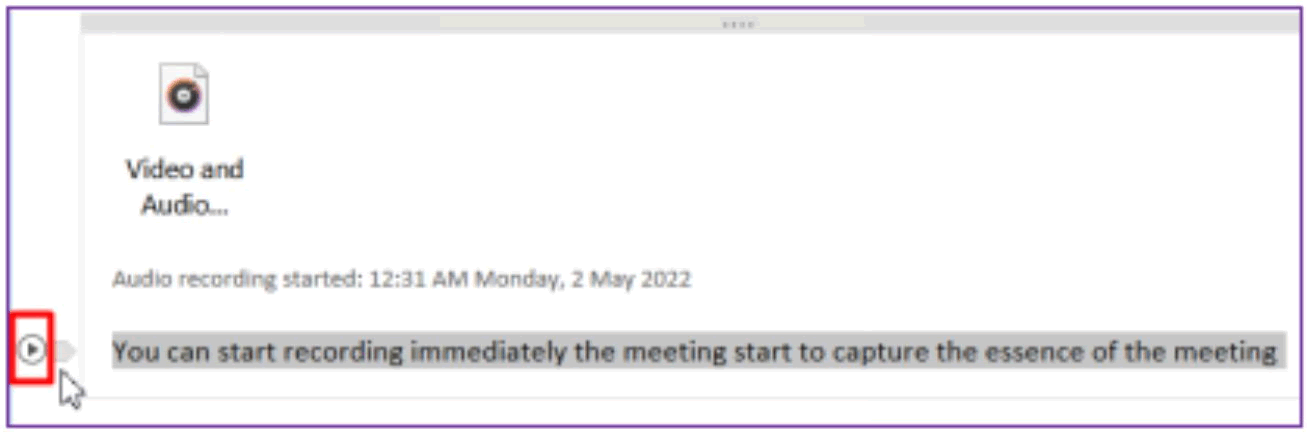 Video and
Audio...
Audio recording started: 12:31 AM Monday, 2 May 2022
You can start recording immediately the meeting start to capture the essence of the meeting